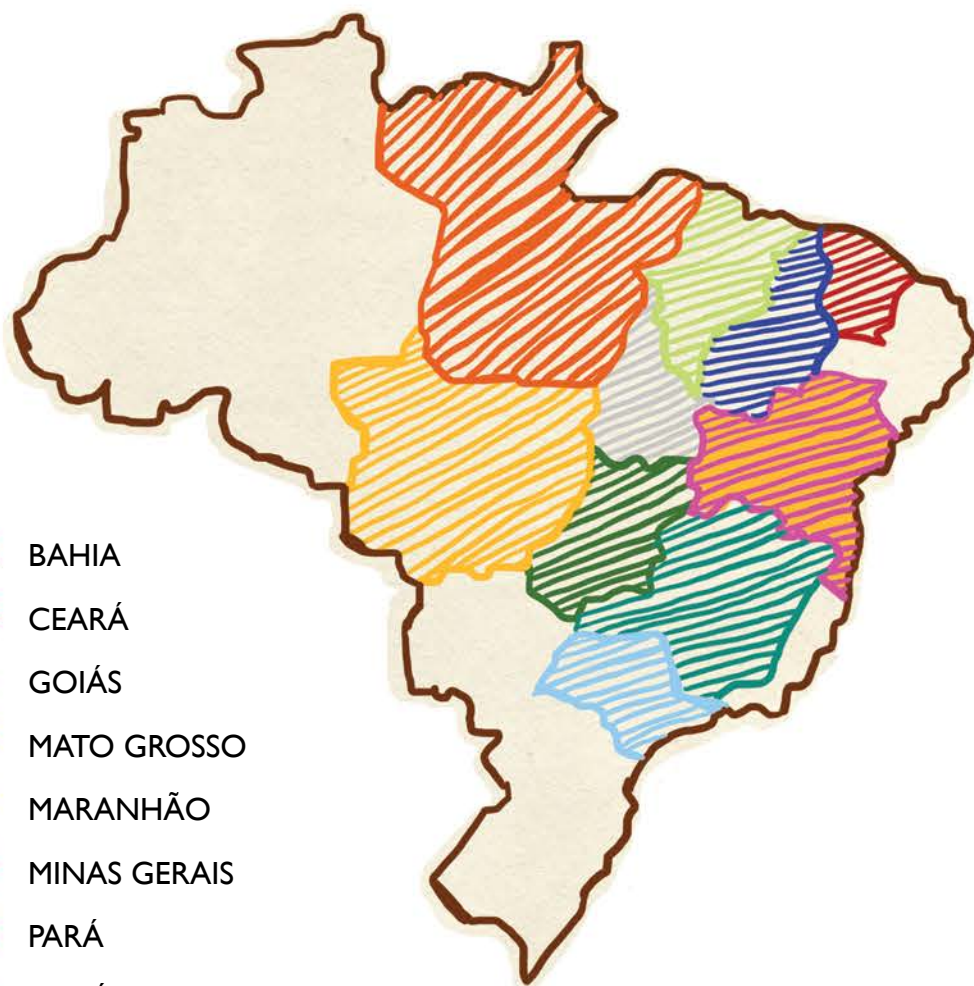 BAHIA
CEARÁ
GOIÁS
MATO GROSSO
MARANHÃO
MINAS GERAIS
PARÁ